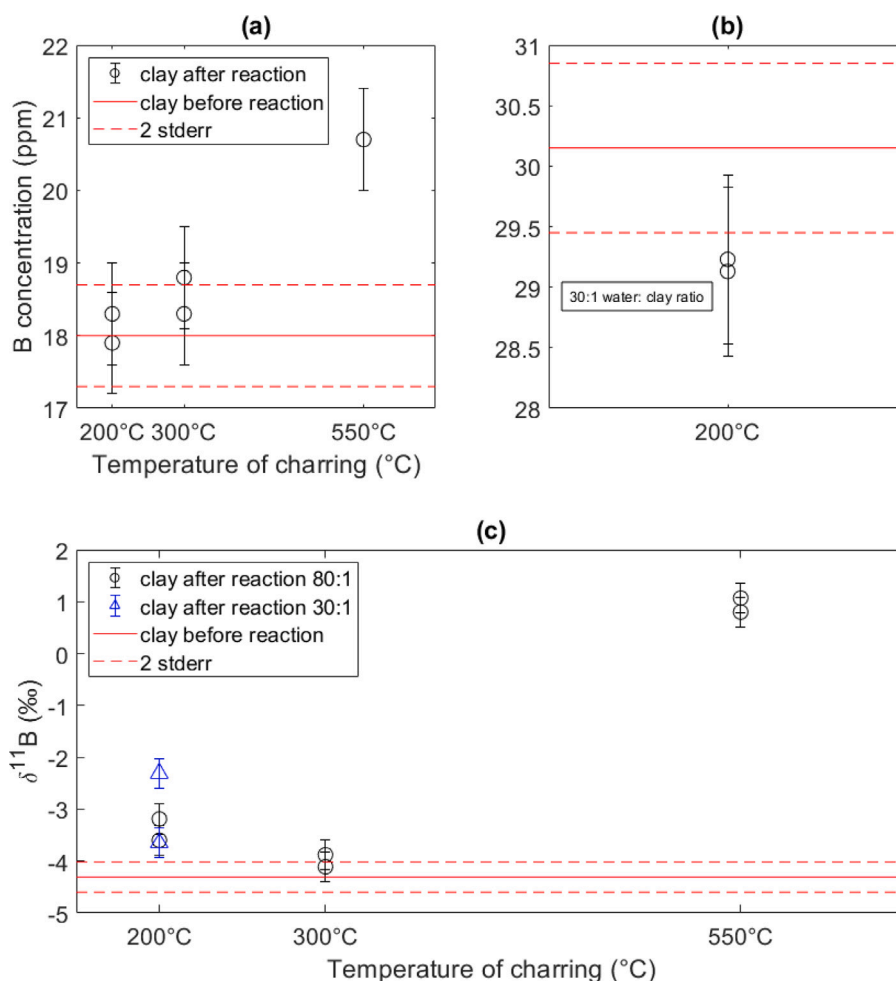 (a)
22
21
20
19
18
17
B concentration (ppm)
clay after reaction
clay before reaction
2 stderr
200°C 300°C 550°C
Temperature of charring (°C)
(b)
31
30.5
30
29.5
29
28.5
28
30:1 water: clay ratio
200°C
(c)
2
1
0
-1
-2
-3
-4
-5
δ11B (‰)
clay after reaction 80:1
clay after reaction 30:1
clay before reaction
2 stderr
200°C 300°C 550°C
Temperature of charring (°C)